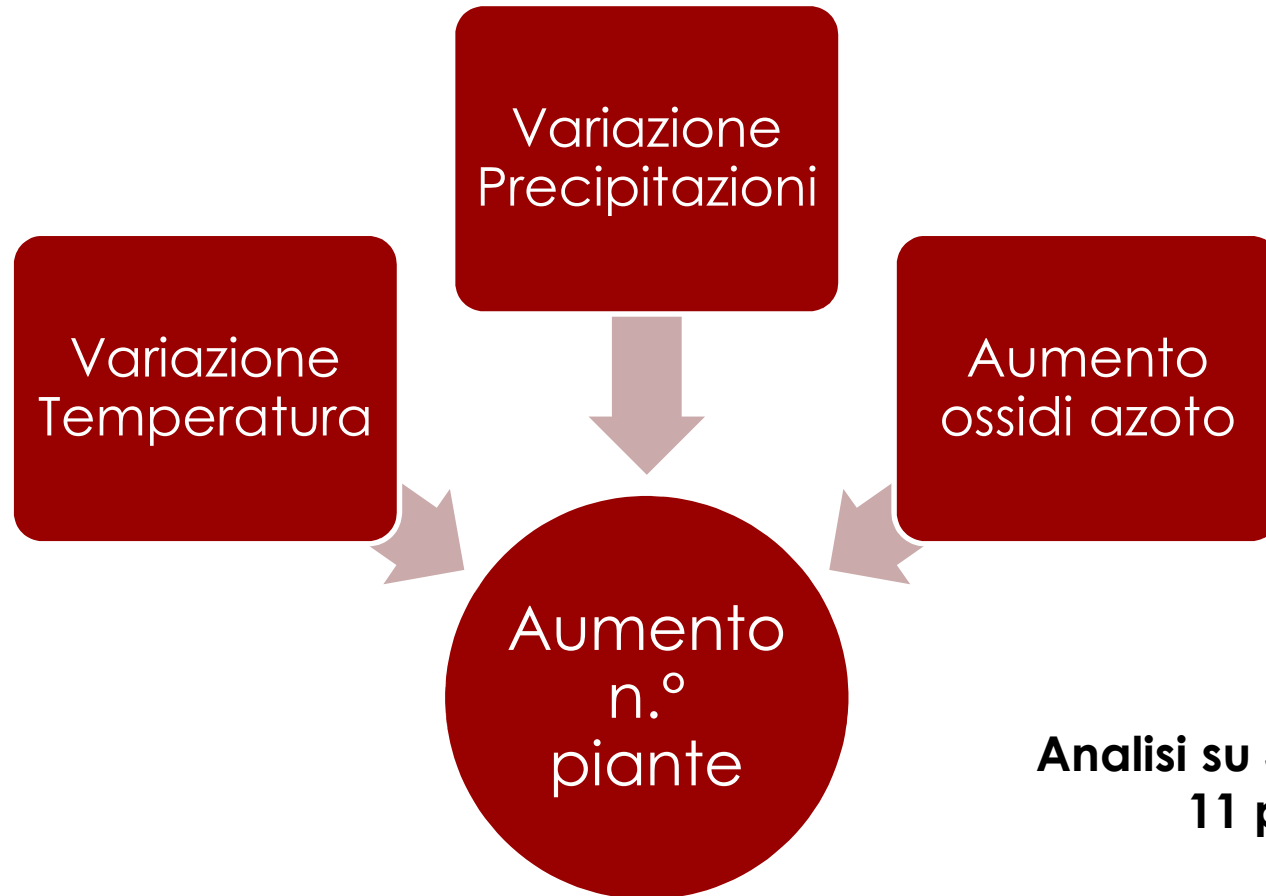 Variazione
Precipitazioni
Variazione
Temperatura
Aumento
ossidi azoto
Aumento
n.°
piante
Analisi su
11 p